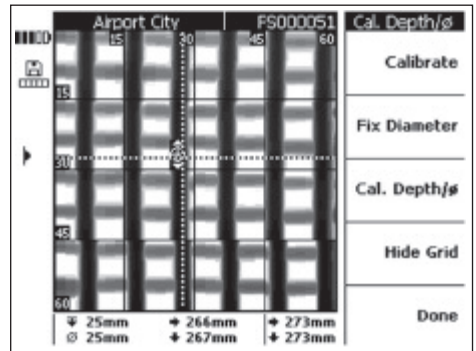 Airport City FS000051 Cal. Depth/ø
15 30 45 60
Calibrate
15
Fix Diameter
30
Cal. Depth/ø
45
Hide Grid
60
Done
25mm 266mm 273mm
Ø 25mm 267mm 273mm